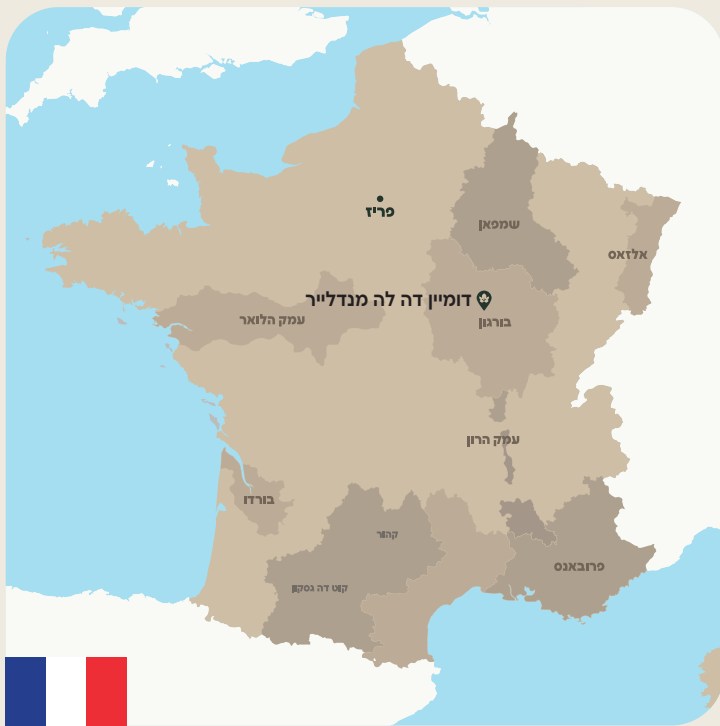 פריז
שמפאן
אלזאס
דומיין דה לה מנדלייר
עמק הלואר
בורגון
עמק הרון
בורדו
קהור
פרובאנס
קוט דה גסקון